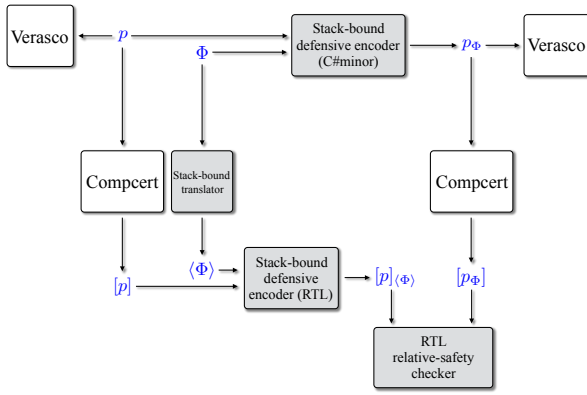 Verasco
p
Φ
Stack-bound
defensive encoder
(C#minor)
p_Φ
Verasco
Compcert
Stack-bound
translator
Compcert
[p]
⟨Φ⟩
Stack-bound
defensive
encoder (RTL)
[p]_⟨Φ⟩
[p_Φ]
RTL
relative-safety
checker